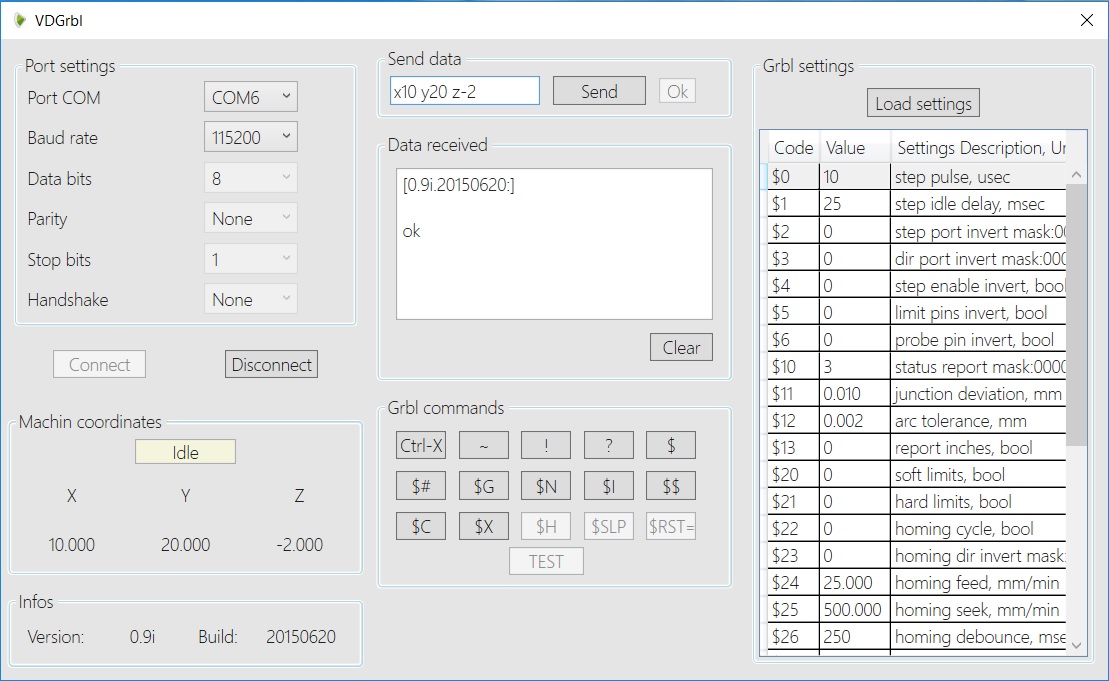 VDGrbl
Port settings
Port COM COM6
Baud rate 115200
Data bits 8
Parity None
Stop bits 1
Handshake None
Connect Disconnect
Machin coordinates
Idle
X Y Z
10.000 20.000 -2.000
Infos
Version: 0.9i Build: 20150620
Send data
x10 y20 z-2 Send Ok
Data received
[0.9i.20150620:]
ok
Clear
Grbl commands
Ctrl-X ~ ! ? $
$# $G $N $I $$
$C $X $H $SLP $RST=
TEST
Grbl settings
Load settings
Code Value Settings Description, Un
$0 10 step pulse, usec
$1 25 step idle delay, msec
$2 0 step port invert mask:00
$3 0 dir port invert mask:000
$4 0 step enable invert, bool
$5 0 limit pins invert, bool
$6 0 probe pin invert, bool
$10 3 status report mask:0000
$11 0.010 junction deviation, mm
$12 0.002 arc tolerance, mm
$13 0 report inches, bool
$20 0 soft limits, bool
$21 0 hard limits, bool
$22 0 homing cycle, bool
$23 0 homing dir invert mask:
$24 25.000 homing feed, mm/min
$25 500.000 homing seek, mm/min
$26 250 homing debounce, mse